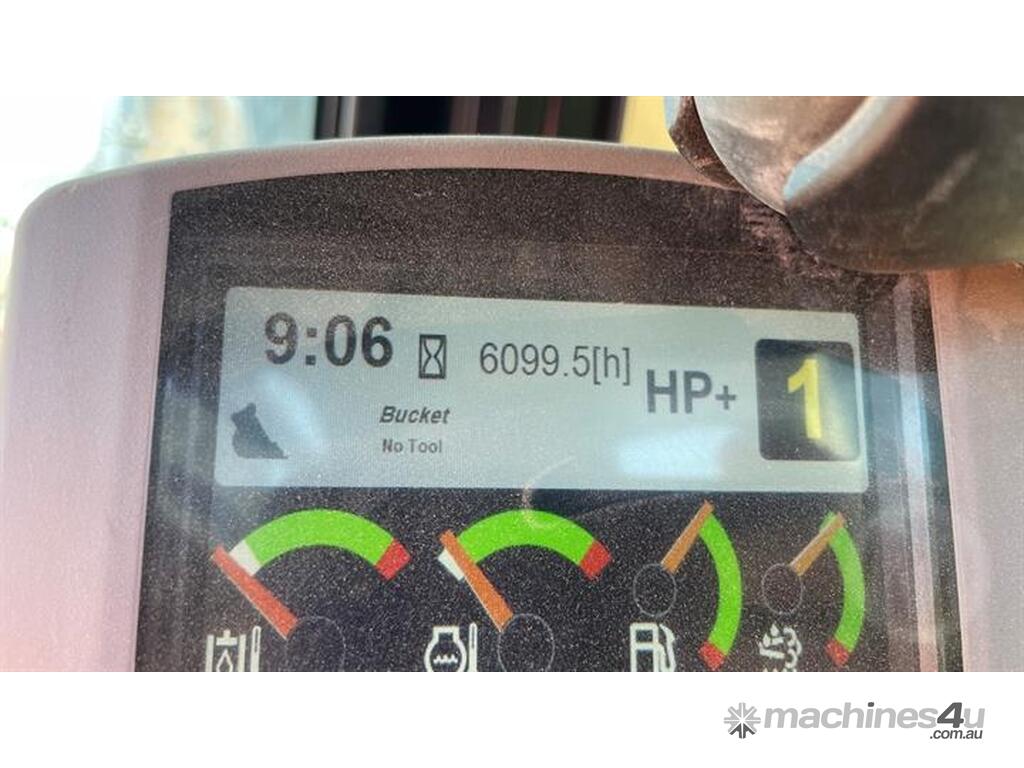 9:06 6099.5[h] HP+ 1
Bucket
No Tool
machines4u
.com.au